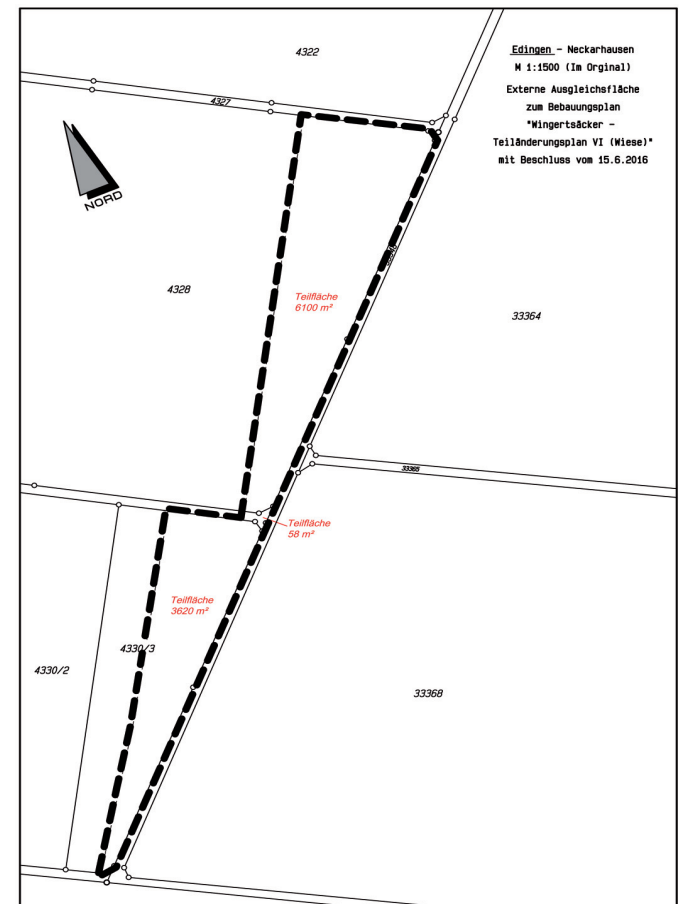 4322
Edingen – Neckarhausen
M 1:1500 (Im Orginal)
Externe Ausgleichsfläche
zum Bebauungsplan
"Wingertsäcker –
Teiländerungsplan VI (Wiese)"
mit Beschluss vom 15.6.2016
4327
NORD
4328
Teilfläche
6100 m²
33364
33365
Teilfläche
58 m²
Teilfläche
3620 m²
4330/3
4330/2
33368